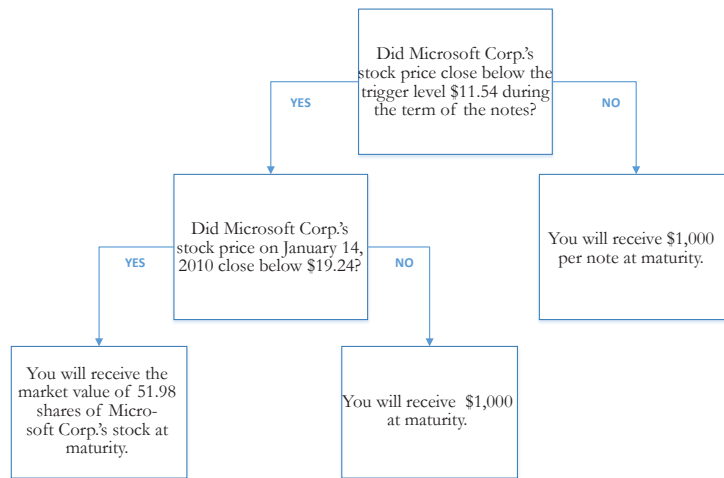 Did Microsoft Corp.'s
stock price close below the
trigger level $11.54 during
the term of the notes?
YES
NO
Did Microsoft Corp.'s
stock price on January 14,
2010 close below $19.24?
You will receive $1,000
per note at maturity.
YES
NO
You will receive the
market value of 51.98
shares of Micro-
soft Corp.'s stock at
maturity.
You will receive $1,000
at maturity.